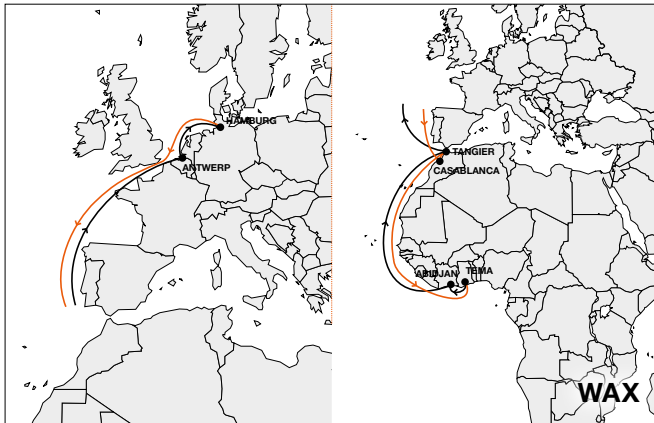 HAMBURG
ANTWERP
TANGIER
CASABLANCA
ABIDJAN
TEMA
WAX